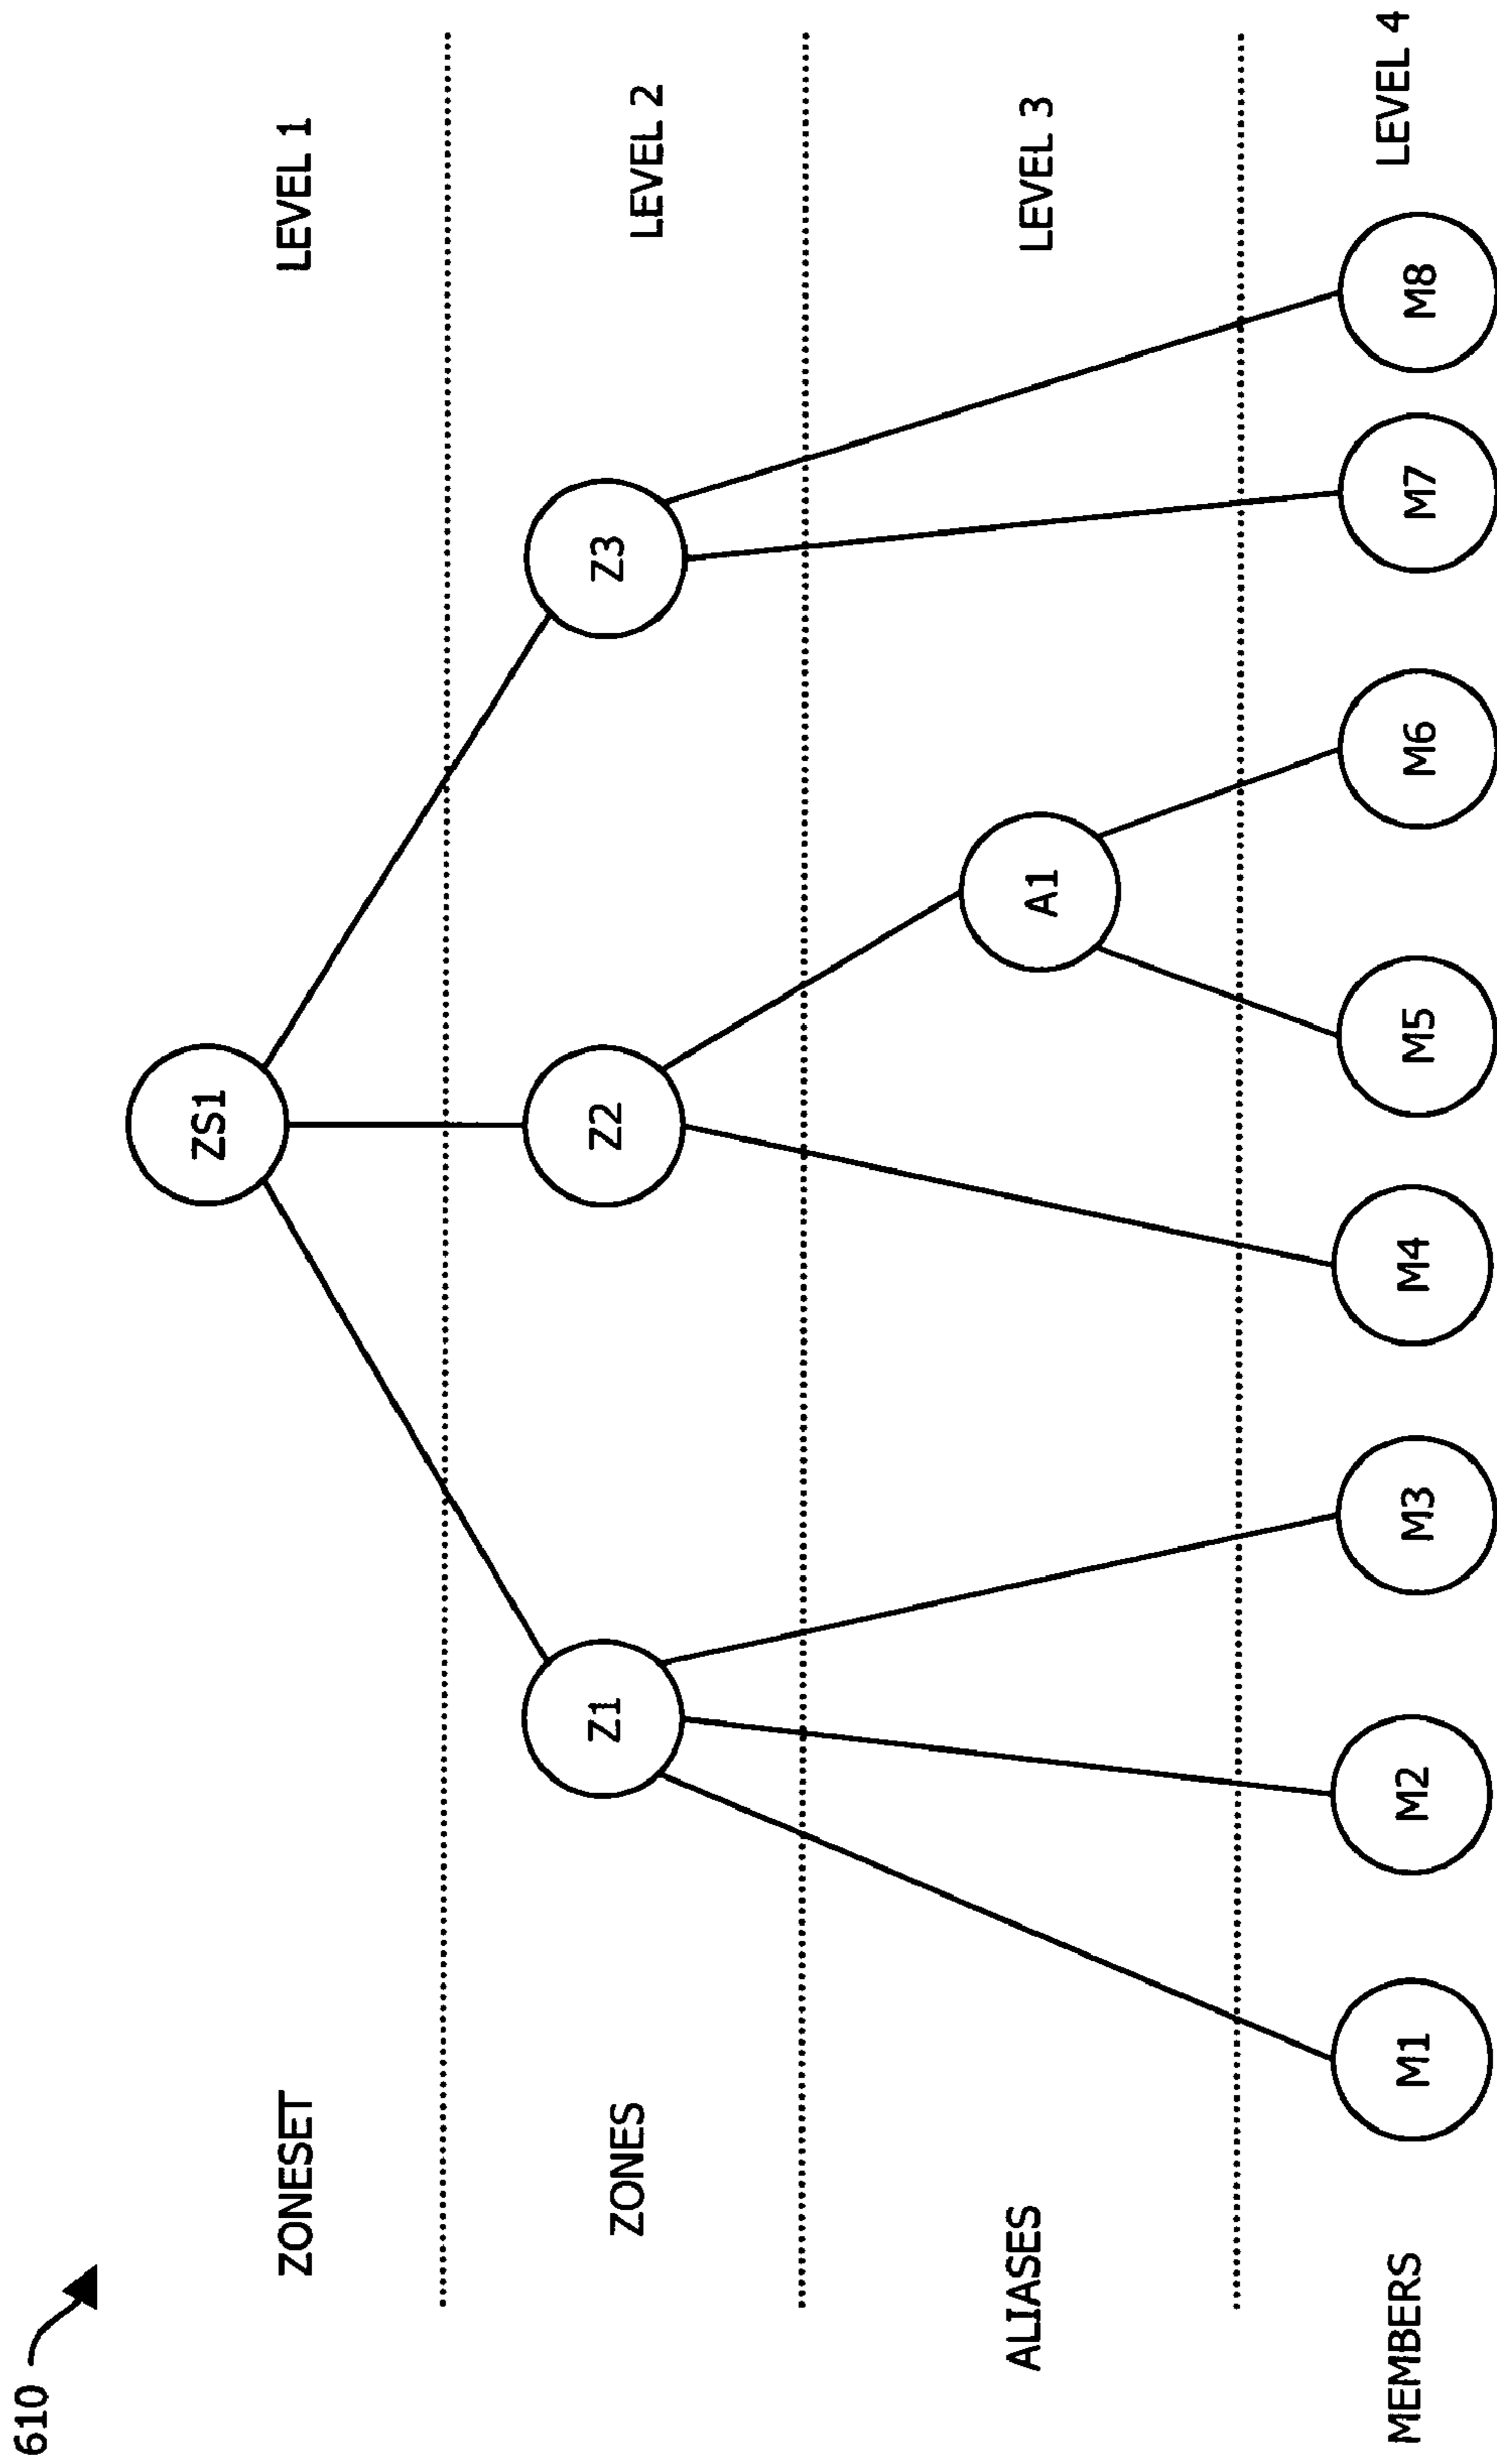 610
ZONESET
ZS1
LEVEL 1
ZONES
Z1
Z2
Z3
LEVEL 2
ALIASES
A1
LEVEL 3
MEMBERS
M1
M2
M3
M4
M5
M6
M7
M8
LEVEL 4